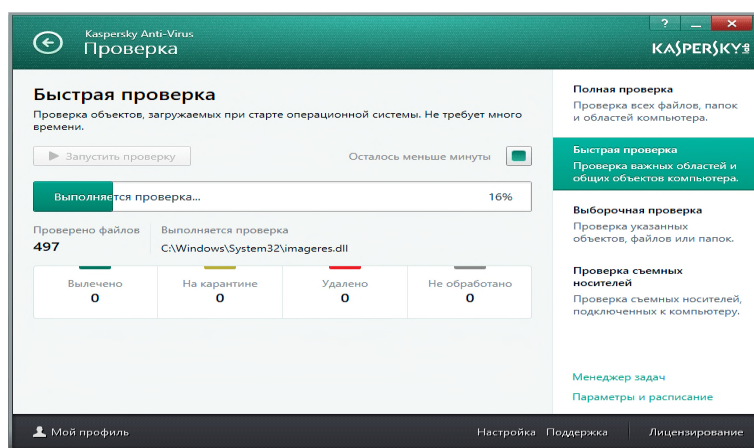 Kaspersky Anti-Virus
Проверка
?
KASPERSKY
Быстрая проверка
Проверка объектов, загружаемых при старте операционной системы. Не требует много
времени.
Запустить проверку
Осталось меньше минуты
Выполняется проверка...
16%
Проверено файлов
497
Выполняется проверка
C:\Windows\System32\imageres.dll
Вылечено
0
На карантине
0
Удалено
0
Не обработано
0
Полная проверка
Проверка всех файлов, папок
и областей компьютера.
Быстрая проверка
Проверка важных областей и
общих объектов компьютера.
Выборочная проверка
Проверка указанных
объектов, файлов или папок.
Проверка съемных
носителей
Проверка съемных носителей,
подключенных к компьютеру.
Менеджер задач
Параметры и расписание
Мой профиль
Настройка
Поддержка
Лицензирование